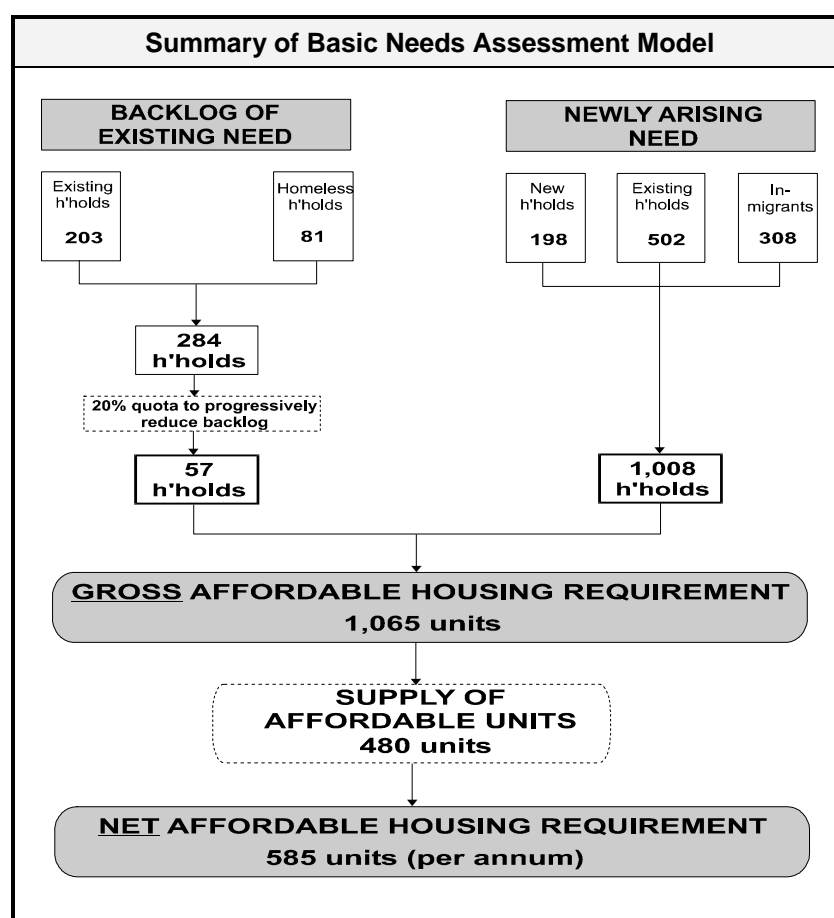 Summary of Basic Needs Assessment Model
BACKLOG OF
EXISTING NEED
Existing
h'holds
203
Homeless
h'holds
81
284
h'holds
20% quota to progressively
reduce backlog
57
h'holds
NEWLY ARISING
NEED
New
h'holds
198
Existing
h'holds
502
In-
migrants
308
1,008
h'holds
GROSS AFFORDABLE HOUSING REQUIREMENT
1,065 units
SUPPLY OF
AFFORDABLE UNITS
480 units
NET AFFORDABLE HOUSING REQUIREMENT
585 units (per annum)